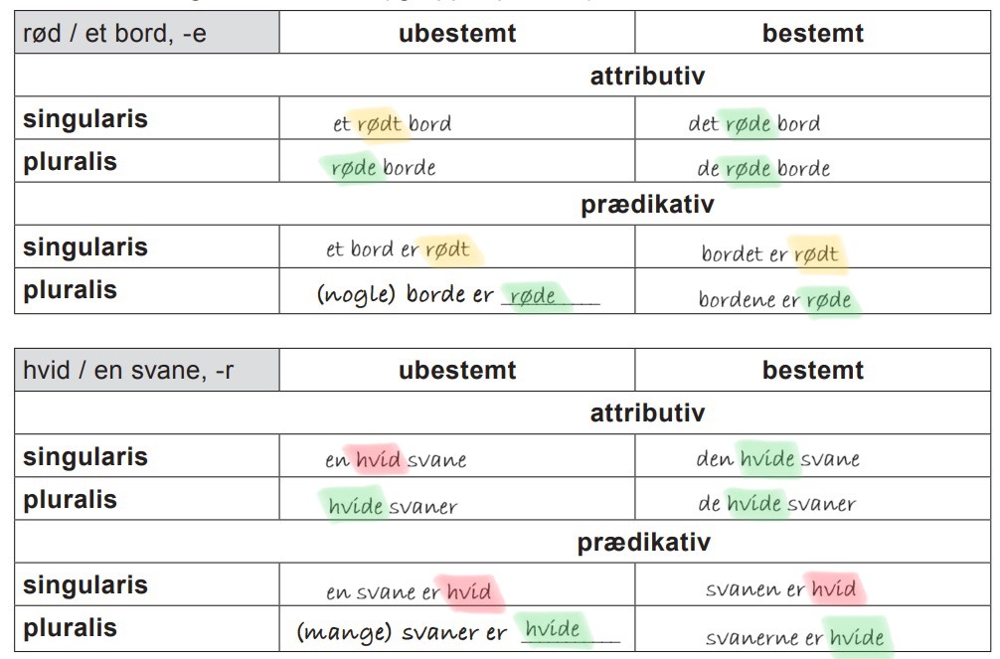 rød / et bord, -e ubestemt bestemt
attributiv
singularis et rødt bord det røde bord
pluralis røde borde de røde borde
prædikativ
singularis et bord er rødt bordet er rødt
pluralis (nogle) borde er røde bordene er røde
hvid / en svane, -r ubestemt bestemt
attributiv
singularis en hvid svane den hvide svane
pluralis hvide svaner de hvide svaner
prædikativ
singularis en svane er hvid svanen er hvid
pluralis (mange) svaner er hvide svanerne er hvide